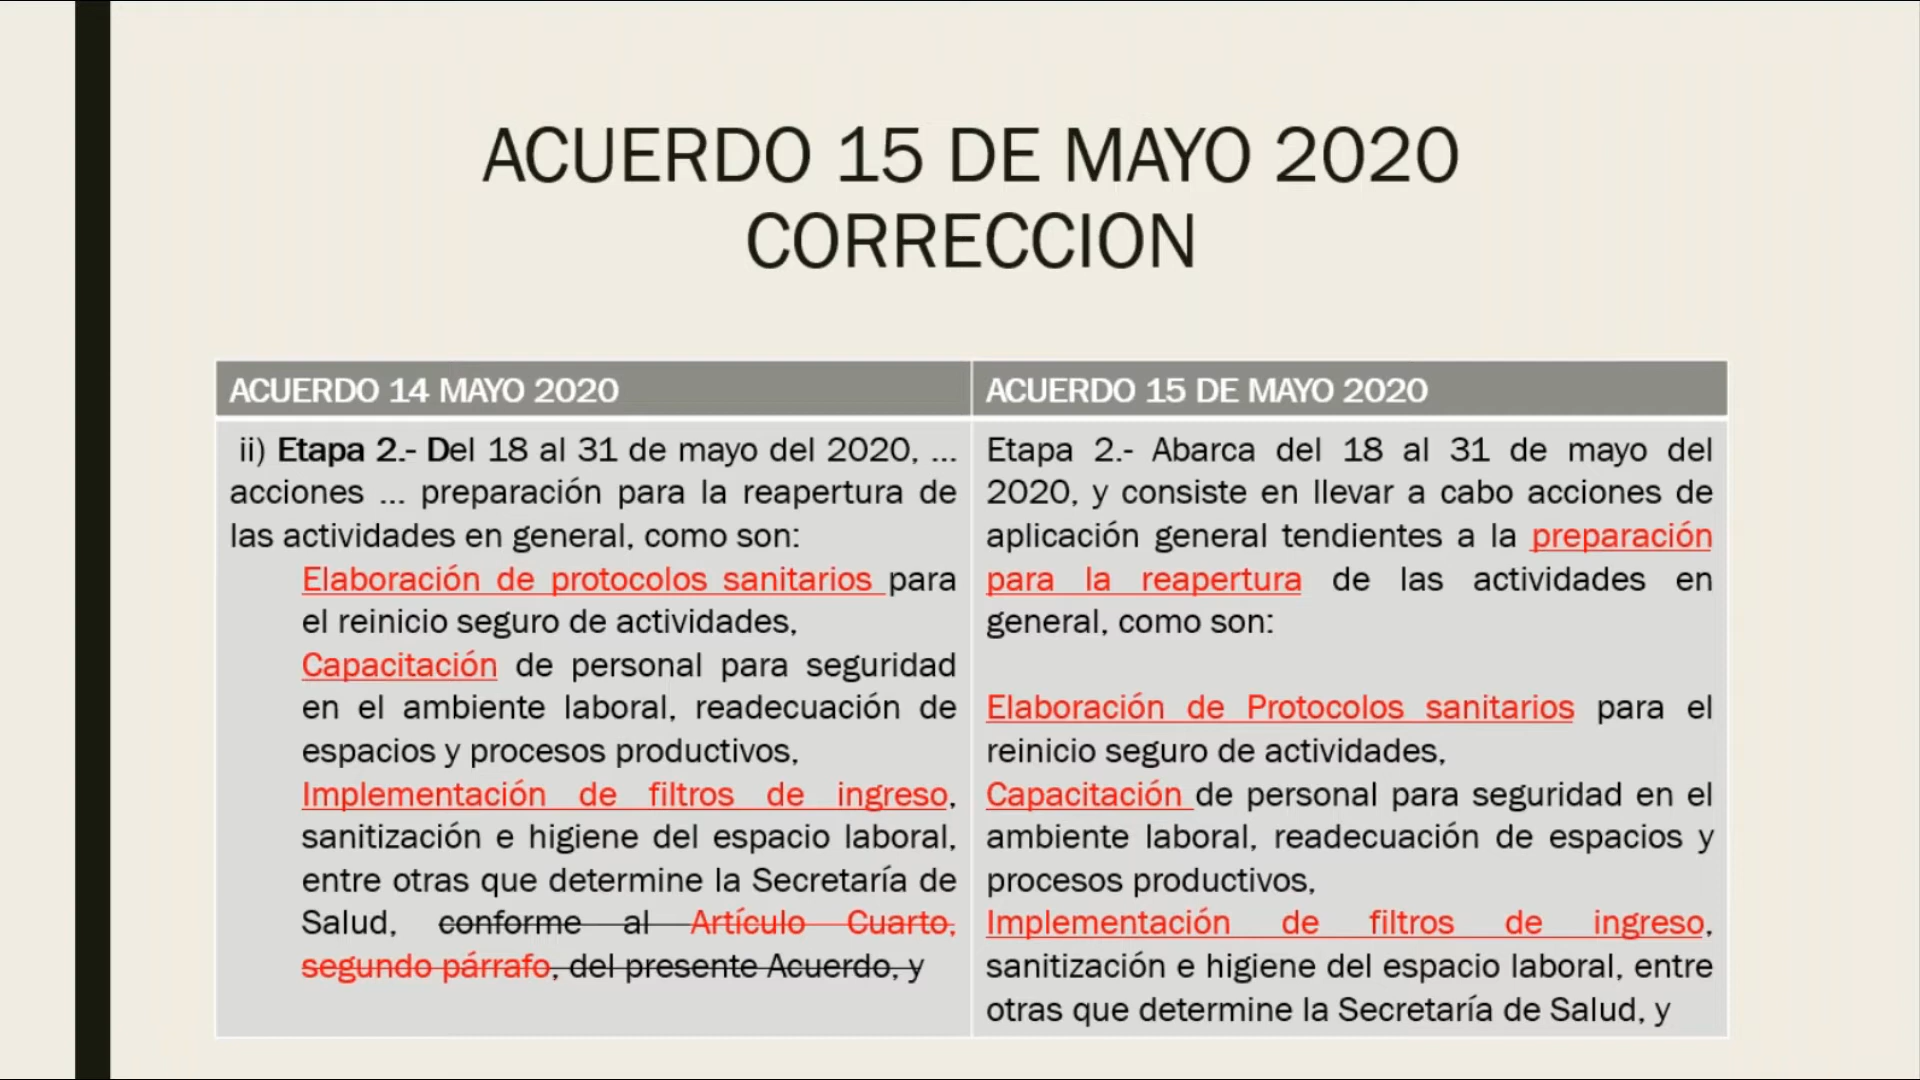 ACUERDO 15 DE MAYO 2020
CORRECCION
ACUERDO 14 MAYO 2020
ii) Etapa 2.- Del 18 al 31 de mayo del 2020, ...
acciones ... preparación para la reapertura de
las actividades en general, como son:
Elaboración de protocolos sanitarios para
el reinicio seguro de actividades,
Capacitación de personal para seguridad
en el ambiente laboral, readecuación de
espacios y procesos productivos,
Implementación de filtros de ingreso,
sanitización e higiene del espacio laboral,
entre otras que determine la Secretaría de
Salud, conforme al Artículo Cuarto,
segundo párrafo, del presente Acuerdo, y
ACUERDO 15 DE MAYO 2020
Etapa 2.- Abarca del 18 al 31 de mayo del
2020, y consiste en llevar a cabo acciones de
aplicación general tendientes a la preparación
para la reapertura de las actividades en
general, como son:
Elaboración de Protocolos sanitarios para el
reinicio seguro de actividades,
Capacitación de personal para seguridad en el
ambiente laboral, readecuación de espacios y
procesos productivos,
Implementación de filtros de ingreso,
sanitización e higiene del espacio laboral, entre
otras que determine la Secretaría de Salud, y